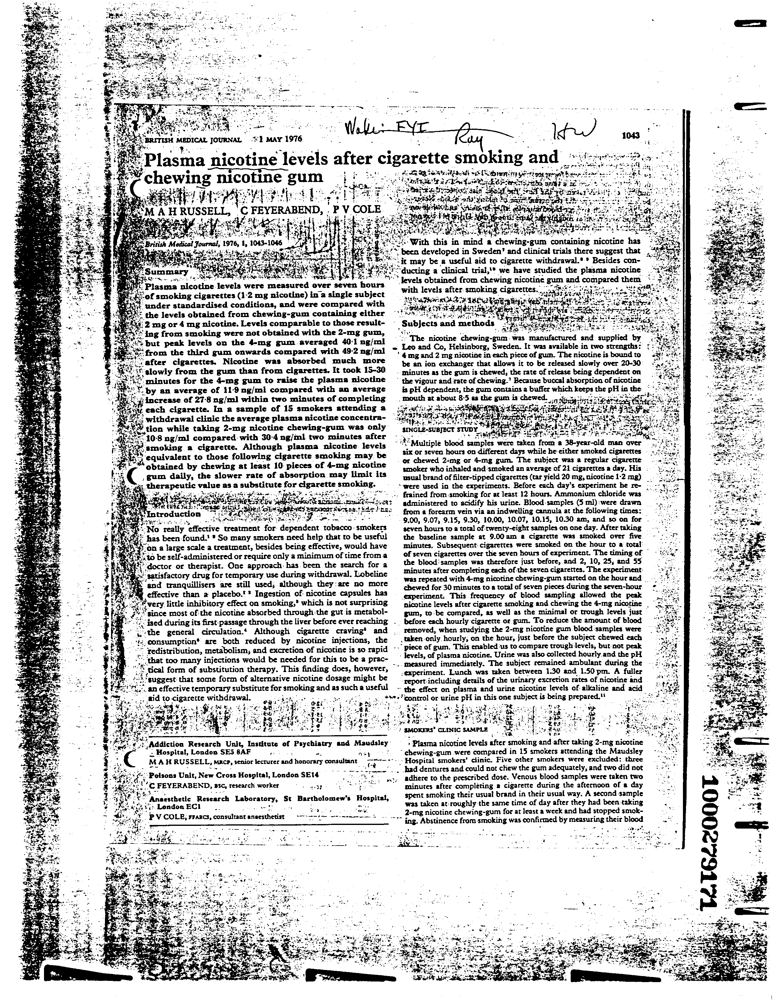 Wake: FYI Ray
BRITISH MEDICAL JOURNAL 1 MAY 1976
1043
Plasma nicotine levels after cigarette smoking and
chewing nicotine gum
M A H RUSSELL, C FEYERABEND, P V COLE
British Medical Journal, 1976, 1, 1043-1046
Summary
Plasma nicotine levels were measured over seven hours
of smoking cigarettes (1·2 mg nicotine) in a single subject
under standardised conditions, and were compared with
the levels obtained from chewing-gum containing either
2 mg or 4 mg nicotine. Levels comparable to those result-
ing from smoking were not obtained with the 2-mg gum,
but peak levels on the 4-mg gum averaged 40·1 ng/ml
from the third gum onwards compared with 49·2 ng/ml
after cigarettes. Nicotine was absorbed much more
slowly from the gum than from cigarettes. It took 15-30
minutes for the 4-mg gum to raise the plasma nicotine
by an average of 11·9 ng/ml compared with an average
increase of 27·8 ng/ml within two minutes of completing
each cigarette. In a sample of 15 smokers attending a
withdrawal clinic the average plasma nicotine concentra-
tion while taking 2-mg nicotine chewing-gum was only
10·8 ng/ml compared with 30·4 ng/ml two minutes after
smoking a cigarette. Although plasma nicotine levels
equivalent to those following cigarette smoking may be
obtained by chewing at least 10 pieces of 4-mg nicotine
gum daily, the slower rate of absorption may limit its
therapeutic value as a substitute for cigarette smoking.
Introduction
No really effective treatment for dependent tobacco smokers
has been found. So many smokers need help that to be useful
on a large scale a treatment, besides being effective, would have
to be self-administered or require only a minimum of time from a
doctor or therapist. One approach has been the search for a
satisfactory drug for temporary use during withdrawal. Lobeline
and tranquillisers are still used, although they are no more
effective than a placebo. Ingestion of nicotine capsules has
very little inhibitory effect on smoking, which is not surprising
since most of the nicotine absorbed through the gut is metabol-
ised during its first passage through the liver before ever reaching
the general circulation. Although cigarette craving and
consumption are both reduced by nicotine injections, the
redistribution, metabolism, and excretion of nicotine is so rapid
that too many injections would be needed for this to be a prac-
tical form of substitution therapy. This finding does, however,
suggest that some form of alternative nicotine dosage might be
an effective temporary substitute for smoking and as such a useful
aid to cigarette withdrawal.
Addiction Research Unit, Institute of Psychiatry and Maudsley
Hospital, London SE5 8AF
M A H RUSSELL, MRCP, senior lecturer and honorary consultant
Poisons Unit, New Cross Hospital, London SE14
C FEYERABEND, BSC, research worker
Anaesthetic Research Laboratory, St Bartholomew's Hospital,
London EC1
P V COLE, FFARCS, consultant anaesthetist
With this in mind a chewing-gum containing nicotine has
been developed in Sweden and clinical trials there suggest that
it may be a useful aid to cigarette withdrawal. Besides con-
ducting a clinical trial, we have studied the plasma nicotine
levels obtained from chewing nicotine gum and compared them
with levels after smoking cigarettes.
Subjects and methods
The nicotine chewing-gum was manufactured and supplied by
Leo and Co, Helsinborg, Sweden. It was available in two strengths:
4 mg and 2 mg nicotine in each piece of gum. The nicotine is bound to
be an ion exchanger that allows it to be released slowly over 20-30
minutes as the gum is chewed, the rate of release being dependent on
the vigour and rate of chewing. Because buccal absorption of nicotine
is pH dependent, the gum contains a buffer which keeps the pH in the
mouth at about 8·5 as the gum is chewed.
SINGLE-SUBJECT STUDY
Multiple blood samples were taken from a 38-year-old man over
six or seven hours on different days while he either smoked cigarettes
or chewed 2-mg or 4-mg gum. The subject was a regular cigarette
smoker who inhaled and smoked an average of 21 cigarettes a day. His
usual brand of filter-tipped cigarettes (tar yield 20 mg, nicotine 1·2 mg)
were used in the experiments. Before each day's experiment he re-
frained from smoking for at least 12 hours. Ammonium chloride was
administered to acidify his urine. Blood samples (5 ml) were drawn
from a forearm vein via an indwelling cannula at the following times:
9.00, 9.07, 9.15, 9.30, 10.00, 10.07, 10.15, 10.30 am, and so on for
seven hours to a total of twenty-eight samples on one day. After taking
the baseline sample at 9.00 am a cigarette was smoked over five
minutes. Subsequent cigarettes were smoked on the hour to a total
of seven cigarettes over the seven hours of experiment. The timing of
the blood samples was therefore just before, and 2, 10, 25, and 55
minutes after completing each of the seven cigarettes. The experiment
was repeated with 4-mg nicotine chewing-gum started on the hour and
chewed for 30 minutes to a total of seven pieces during the seven-hour
experiment. This frequency of blood sampling allowed the peak
nicotine levels after cigarette smoking and chewing the 4-mg nicotine
gum, to be compared, as well as the minimal or trough levels just
before each hourly cigarette or gum. To reduce the amount of blood
removed, when studying the 2-mg nicotine gum blood samples were
taken only hourly, on the hour, just before the subject chewed each
piece of gum. This enabled us to compare trough levels, but not peak
levels, of plasma nicotine. Urine was also collected hourly and the pH
measured immediately. The subject remained ambulant during the
experiment. Lunch was taken between 1.30 and 1.50 pm. A fuller
report including details of the urinary excretion rates of nicotine and
the effect on plasma and urine nicotine levels of alkaline and acid
control or urine pH in this one subject is being prepared.
SMOKERS' CLINIC SAMPLE
Plasma nicotine levels after smoking and after taking 2-mg nicotine
chewing-gum were compared in 15 smokers attending the Maudsley
Hospital smokers' clinic. Five other smokers were excluded: three
had dentures and could not chew the gum adequately, and two did not
adhere to the prescribed dose. Venous blood samples were taken two
minutes after completing a cigarette during the afternoon of a day
spent smoking their usual brand in their usual way. A second sample
was taken at roughly the same time of day after they had been taking
2-mg nicotine chewing-gum for at least a week and had stopped smok-
ing. Abstinence from smoking was confirmed by measuring their blood
1000279171